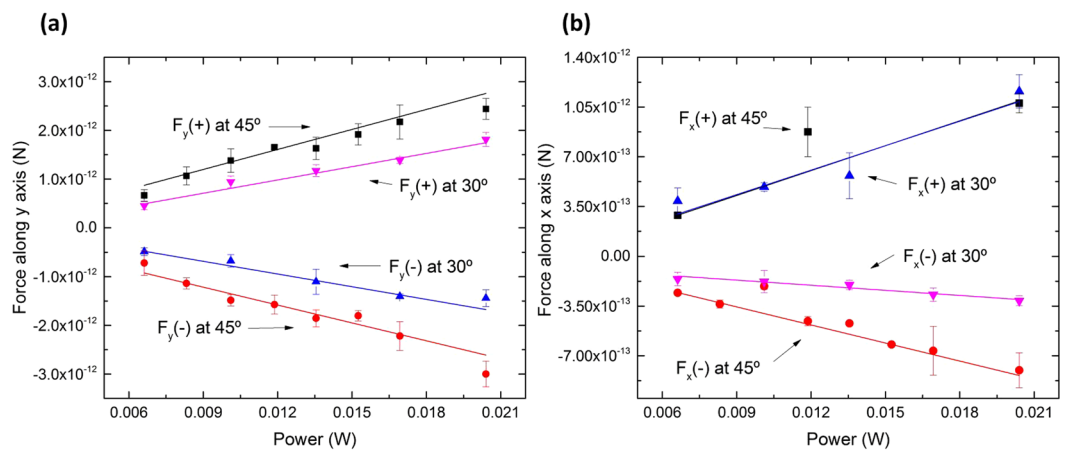 (a)
(b)
Force along y axis (N)
3.0x10⁻¹²
2.0x10⁻¹²
1.0x10⁻¹²
0.0
-1.0x10⁻¹²
-2.0x10⁻¹²
-3.0x10⁻¹²
Fy(+) at 45º
Fy(+) at 30º
Fy(-) at 30º
Fy(-) at 45º
0.006 0.009 0.012 0.015 0.018 0.021
Power (W)
Force along x axis (N)
1.40x10⁻¹²
1.05x10⁻¹²
7.00x10⁻¹³
3.50x10⁻¹³
0.00
-3.50x10⁻¹³
-7.00x10⁻¹³
Fx(+) at 45º
Fx(+) at 30º
Fx(-) at 30º
Fx(-) at 45º
0.006 0.009 0.012 0.015 0.018 0.021
Power (W)